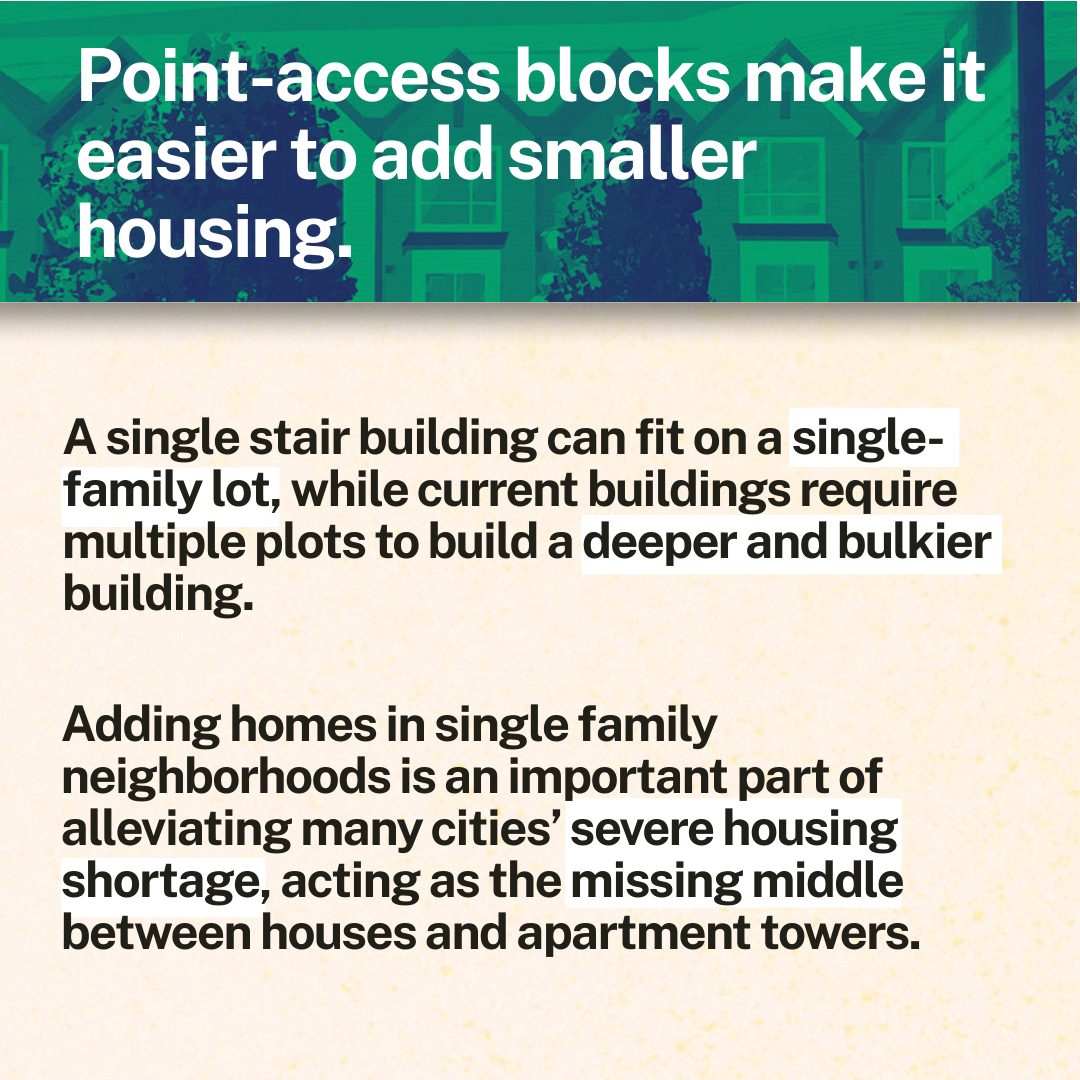 Point-access blocks make it
easier to add smaller
housing.
A single stair building can fit on a single-
family lot, while current buildings require
multiple plots to build a deeper and bulkier
building.
Adding homes in single family
neighborhoods is an important part of
alleviating many cities’ severe housing
shortage, acting as the missing middle
between houses and apartment towers.